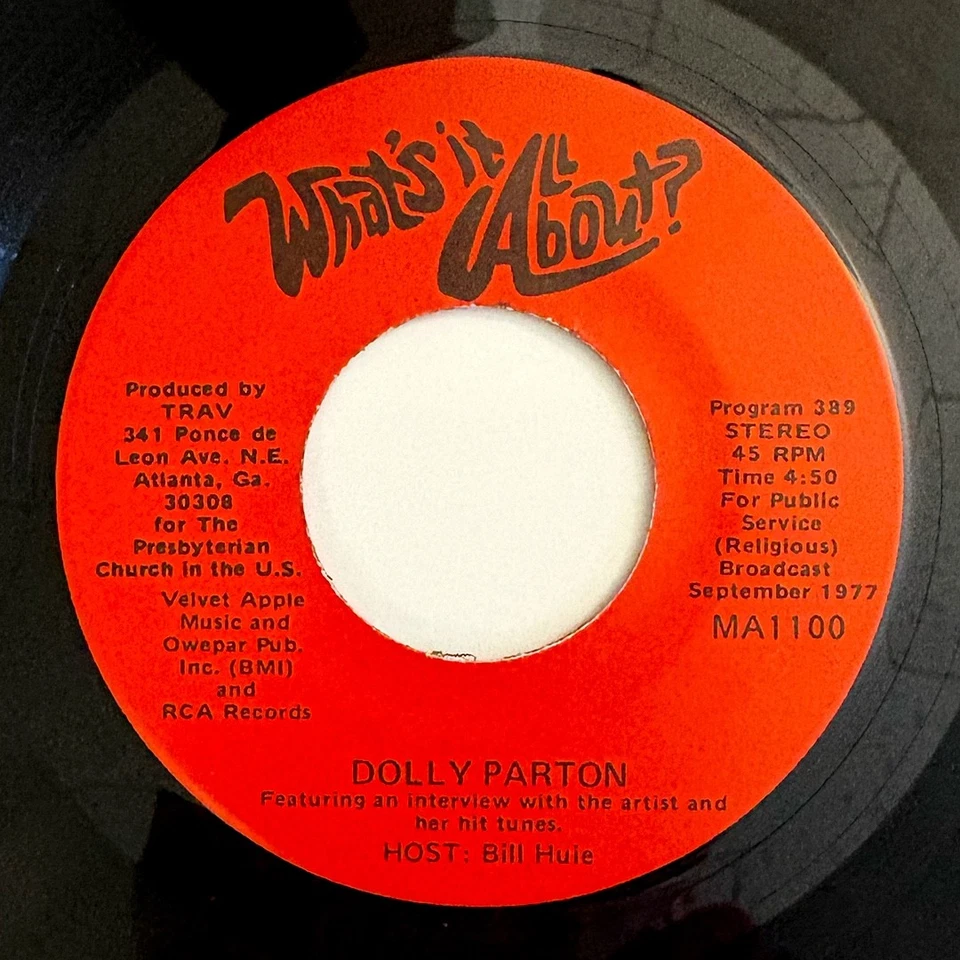 What's it All About?
Produced by
TRAV
341 Ponce de
Leon Ave. N.E.
Atlanta, Ga.
30308
for The
Presbyterian
Church in the U.S.
Velvet Apple
Music and
Owepar Pub.
Inc. (BMI)
and
RCA Records
Program 389
STEREO
45 RPM
Time 4:50
For Public
Service
(Religious)
Broadcast
September 1977
MA1100
DOLLY PARTON
Featuring an interview with the artist and
her hit tunes.
HOST: Bill Huie